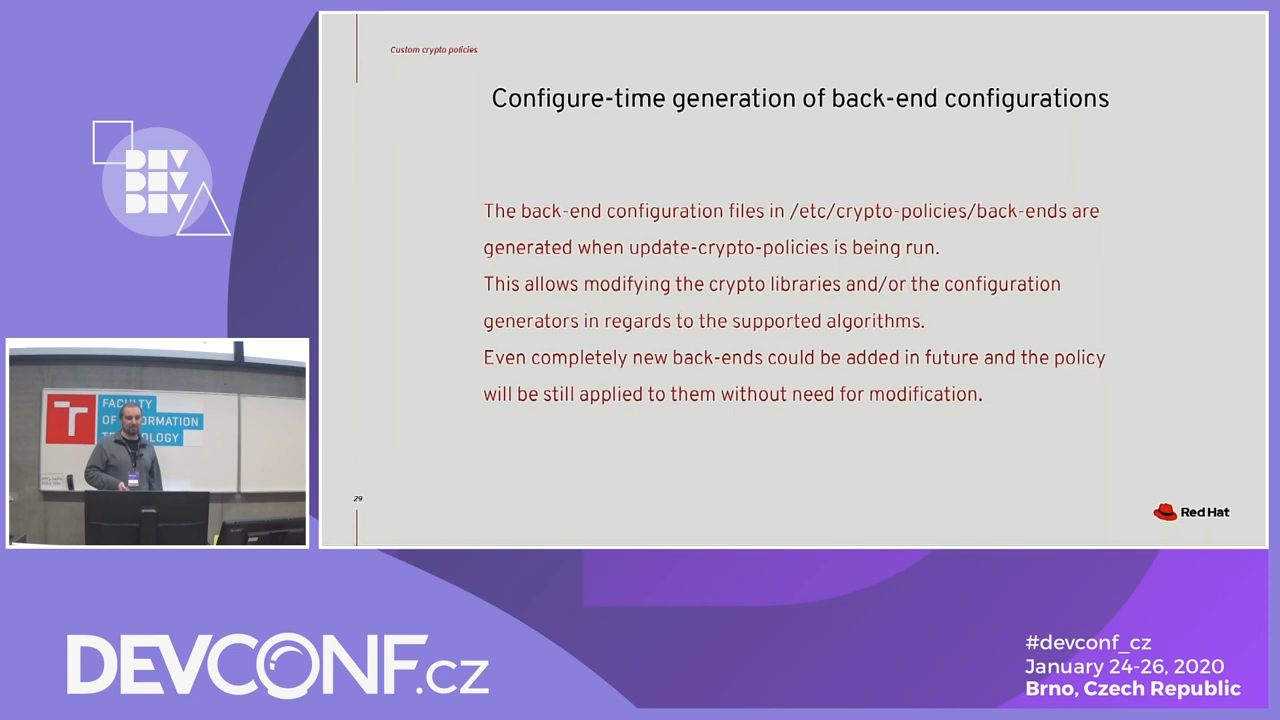 Custom crypto policies
Configure-time generation of back-end configurations
The back-end configuration files in /etc/crypto-policies/back-ends are
generated when update-crypto-policies is being run.
This allows modifying the crypto libraries and/or the configuration
generators in regards to the supported algorithms.
Even completely new back-ends could be added in future and the policy
will be still applied to them without need for modification.
29
Red Hat
DEV
DEV
DEV
T
FACULTY
OF
ORMATION
DEVCONF.cz
#devconf_cz
January 24-26, 2020
Brno, Czech Republic